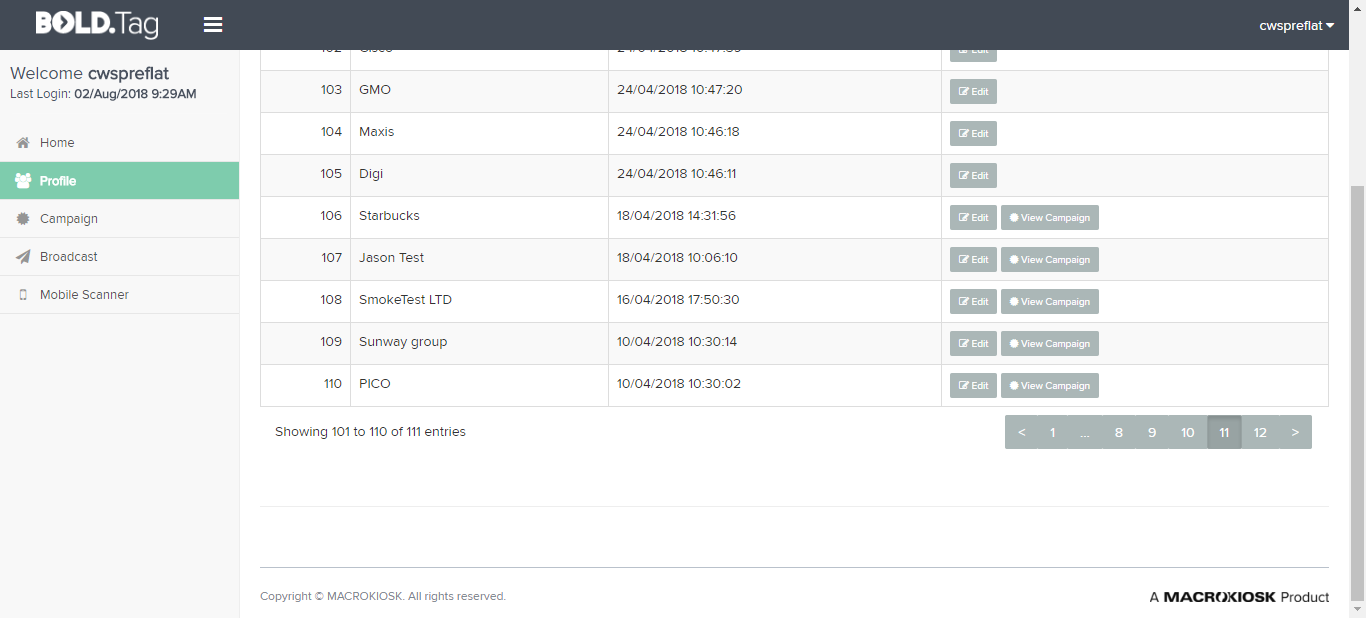 BOLD.Tag
cwspreflat
Welcome cwspreflat
Last Login: 02/Aug/2018 9:29AM
Home
Profile
Campaign
Broadcast
Mobile Scanner
103 GMO 24/04/2018 10:47:20 Edit
104 Maxis 24/04/2018 10:46:18 Edit
105 Digi 24/04/2018 10:46:11 Edit
106 Starbucks 18/04/2018 14:31:56 Edit View Campaign
107 Jason Test 18/04/2018 10:06:10 Edit View Campaign
108 SmokeTest LTD 16/04/2018 17:50:30 Edit View Campaign
109 Sunway group 10/04/2018 10:30:14 Edit View Campaign
110 PICO 10/04/2018 10:30:02 Edit View Campaign
Showing 101 to 110 of 111 entries
< 1 ... 8 9 10 11 12 >
Copyright © MACROKIOSK. All rights reserved.
A MACROKIOSK Product